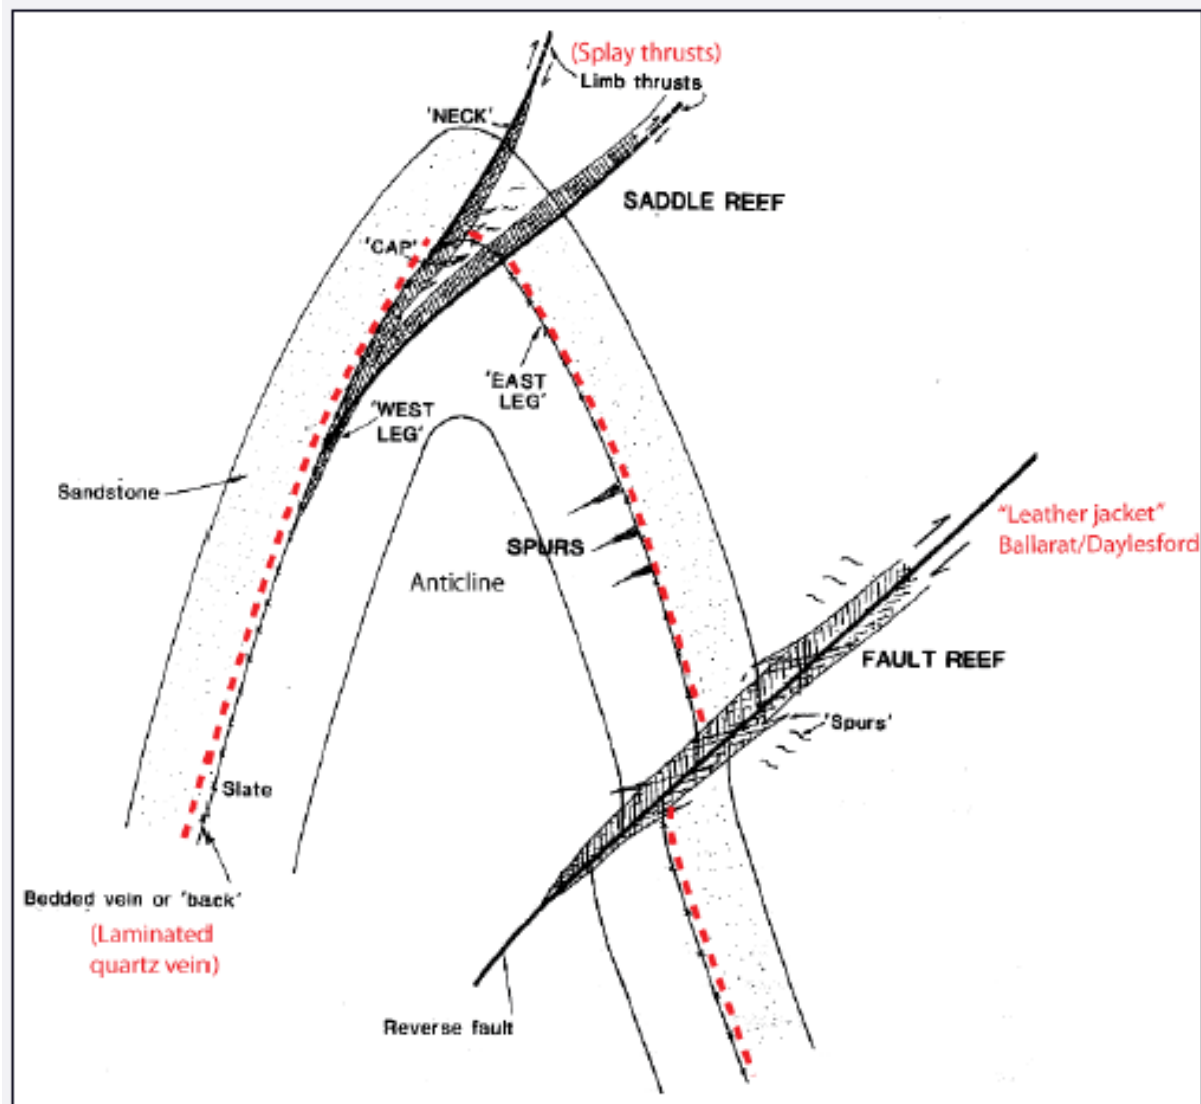 (Splay thrusts)
Limb thrusts
'NECK'
SADDLE REEF
'CAP'
'EAST
LEG'
'WEST
LEG'
Sandstone
"Leather jacket"
Ballarat/Daylesford
SPURS
Anticline
FAULT REEF
'Spurs'
Slate
Bedded vein or 'back'
(Laminated
quartz vein)
Reverse fault